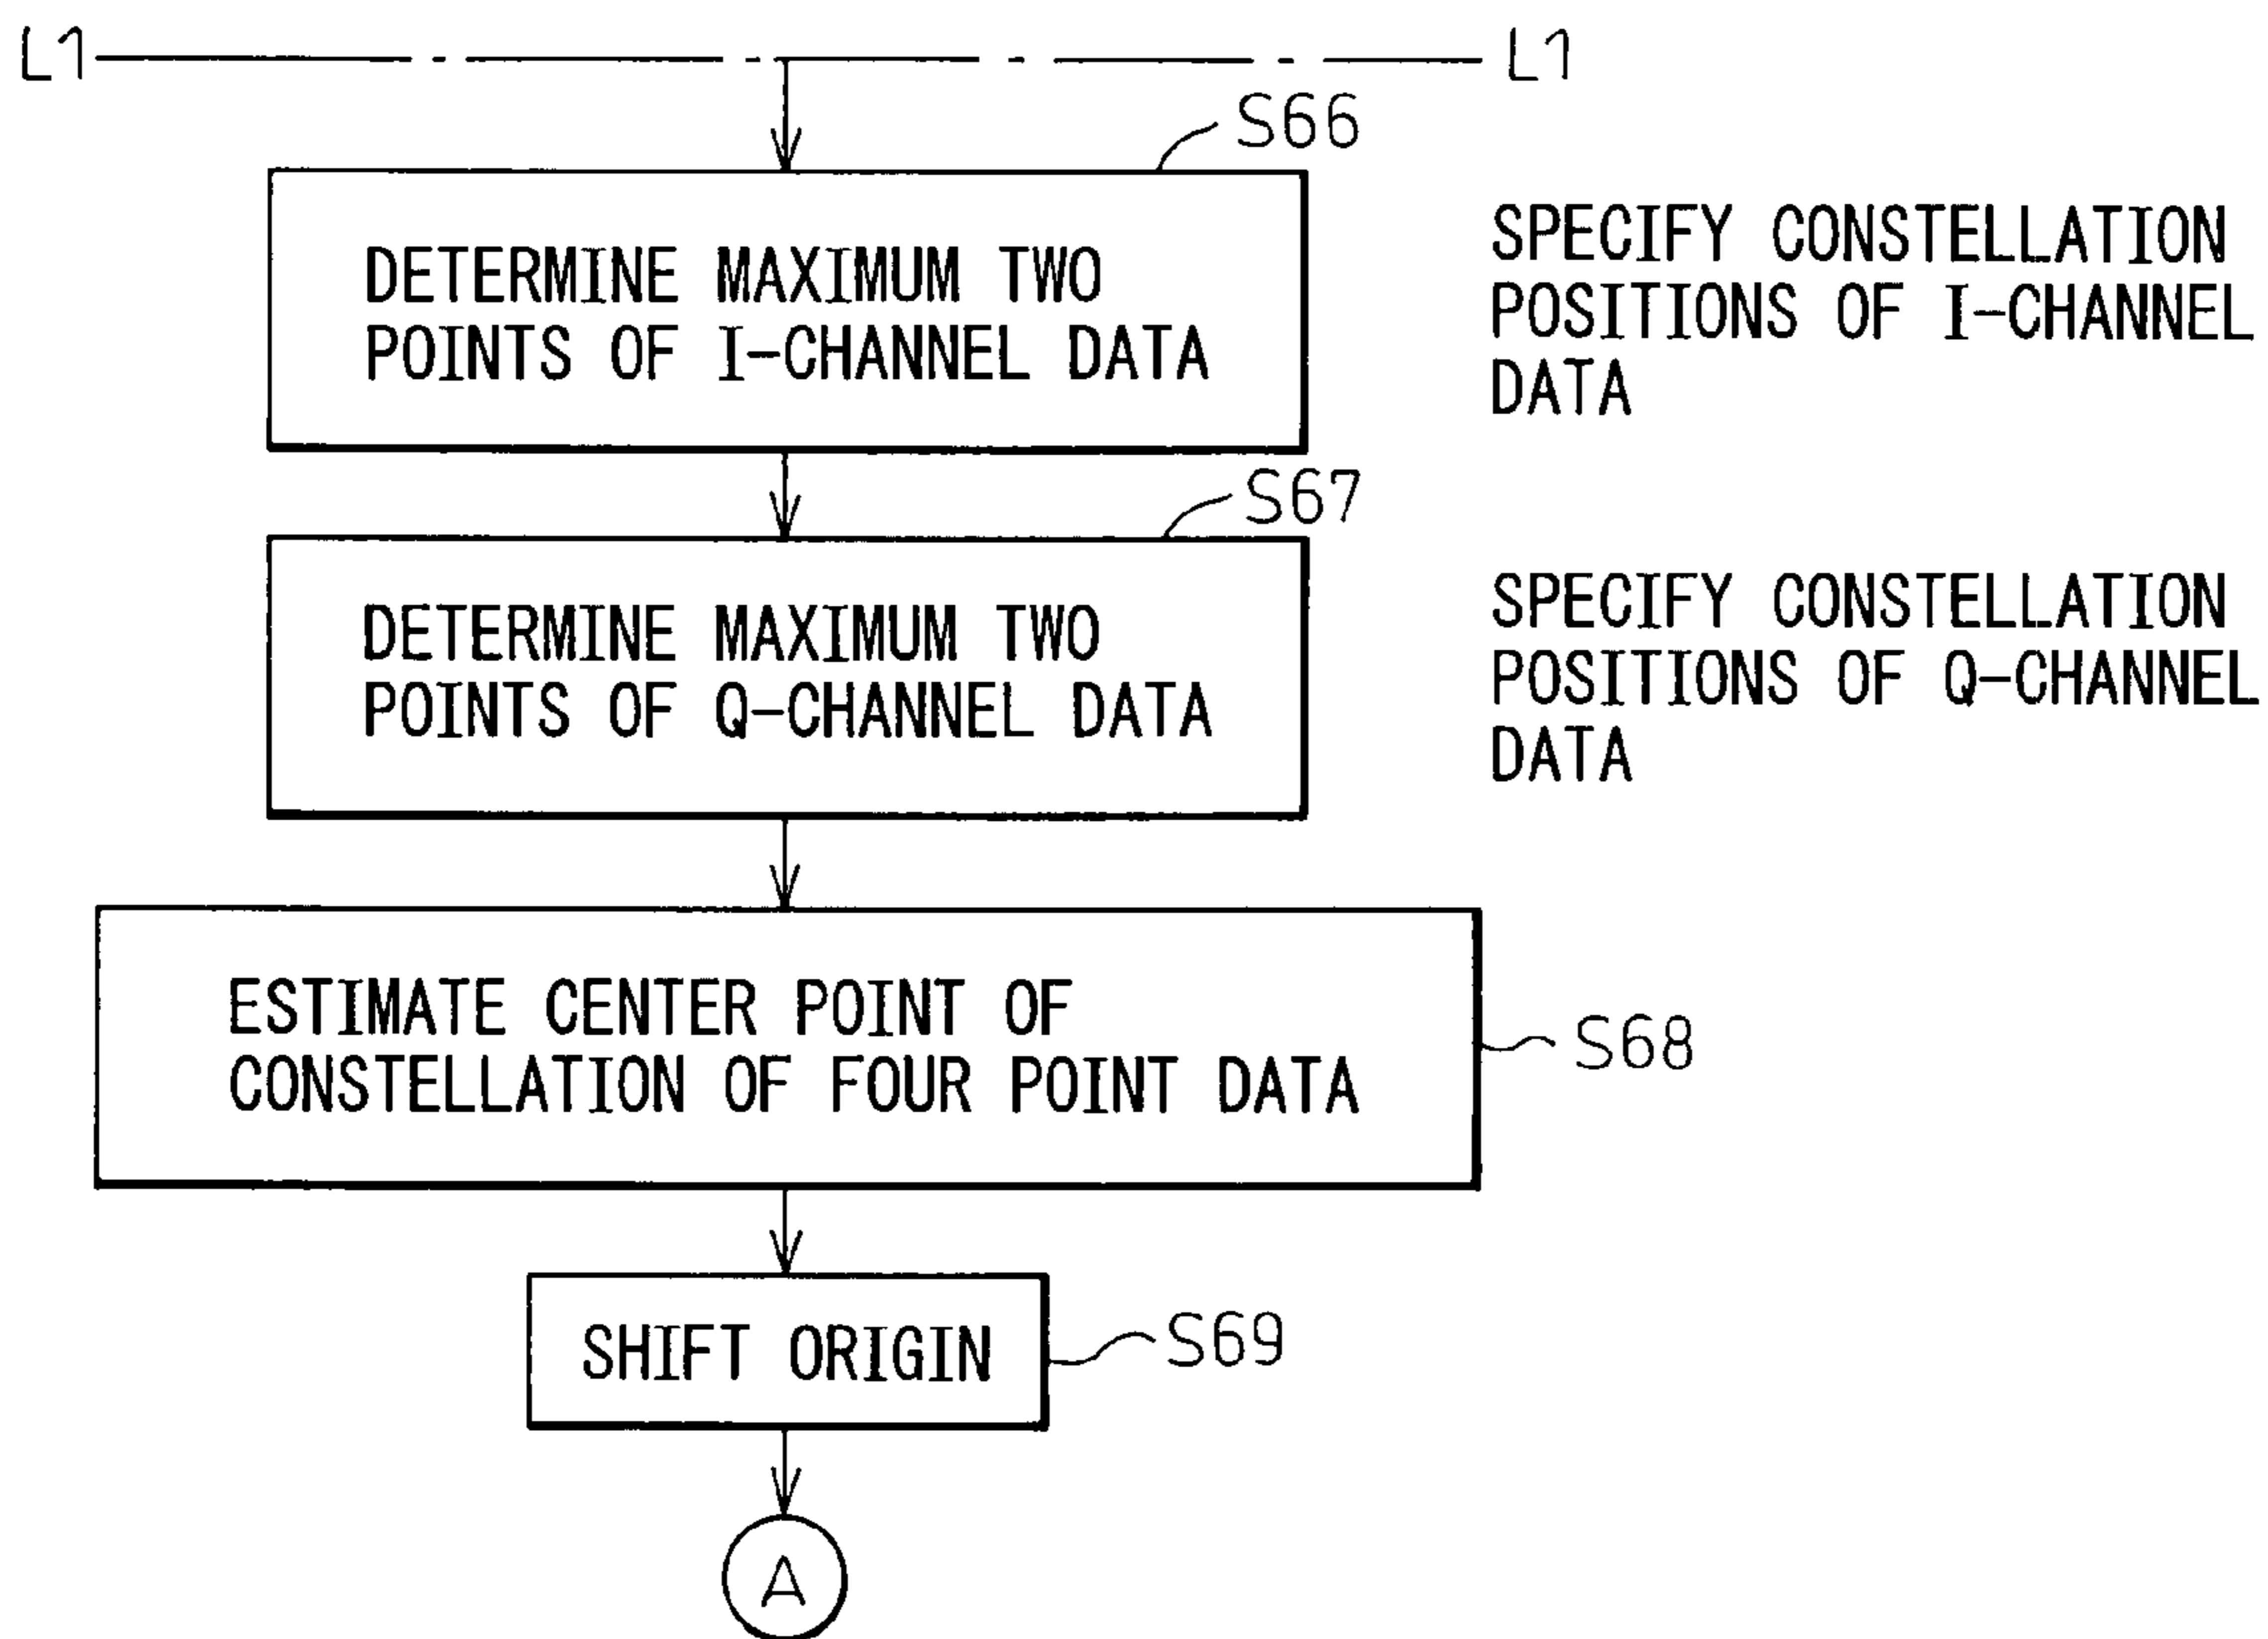 L1
L1
S66
DETERMINE MAXIMUM TWO
POINTS OF I-CHANNEL DATA
SPECIFY CONSTELLATION
POSITIONS OF I-CHANNEL
DATA
S67
DETERMINE MAXIMUM TWO
POINTS OF Q-CHANNEL DATA
SPECIFY CONSTELLATION
POSITIONS OF Q-CHANNEL
DATA
ESTIMATE CENTER POINT OF
CONSTELLATION OF FOUR POINT DATA
S68
SHIFT ORIGIN
S69
A